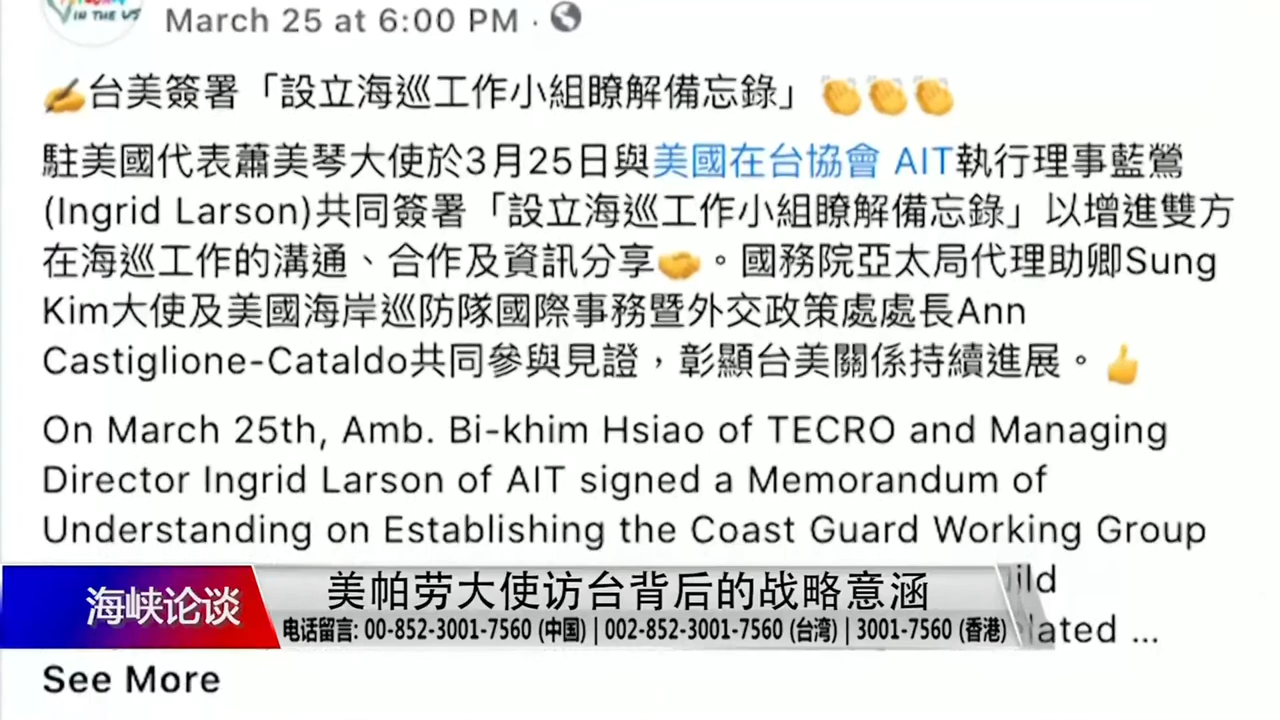 IN THE US
March 25 at 6:00 PM ·
台美簽署「設立海巡工作小組瞭解備忘錄」
駐美國代表蕭美琴大使於3月25日與美國在台協會 AIT執行理事藍鶯
(Ingrid Larson)共同簽署「設立海巡工作小組瞭解備忘錄」以增進雙方
在海巡工作的溝通、合作及資訊分享。國務院亞太局代理助卿Sung
Kim大使及美國海岸巡防隊國際事務暨外交政策處處長Ann
Castiglione-Cataldo共同參與見證，彰顯台美關係持續進展。
On March 25th, Amb. Bi-khim Hsiao of TECRO and Managing
Director Ingrid Larson of AIT signed a Memorandum of
Understanding on Establishing the Coast Guard Working Group
海峡论谈
美帕劳大使访台背后的战略意涵
电话留言: 00-852-3001-7560 (中国) | 002-852-3001-7560 (台湾) | 3001-7560 (香港)
...
See More